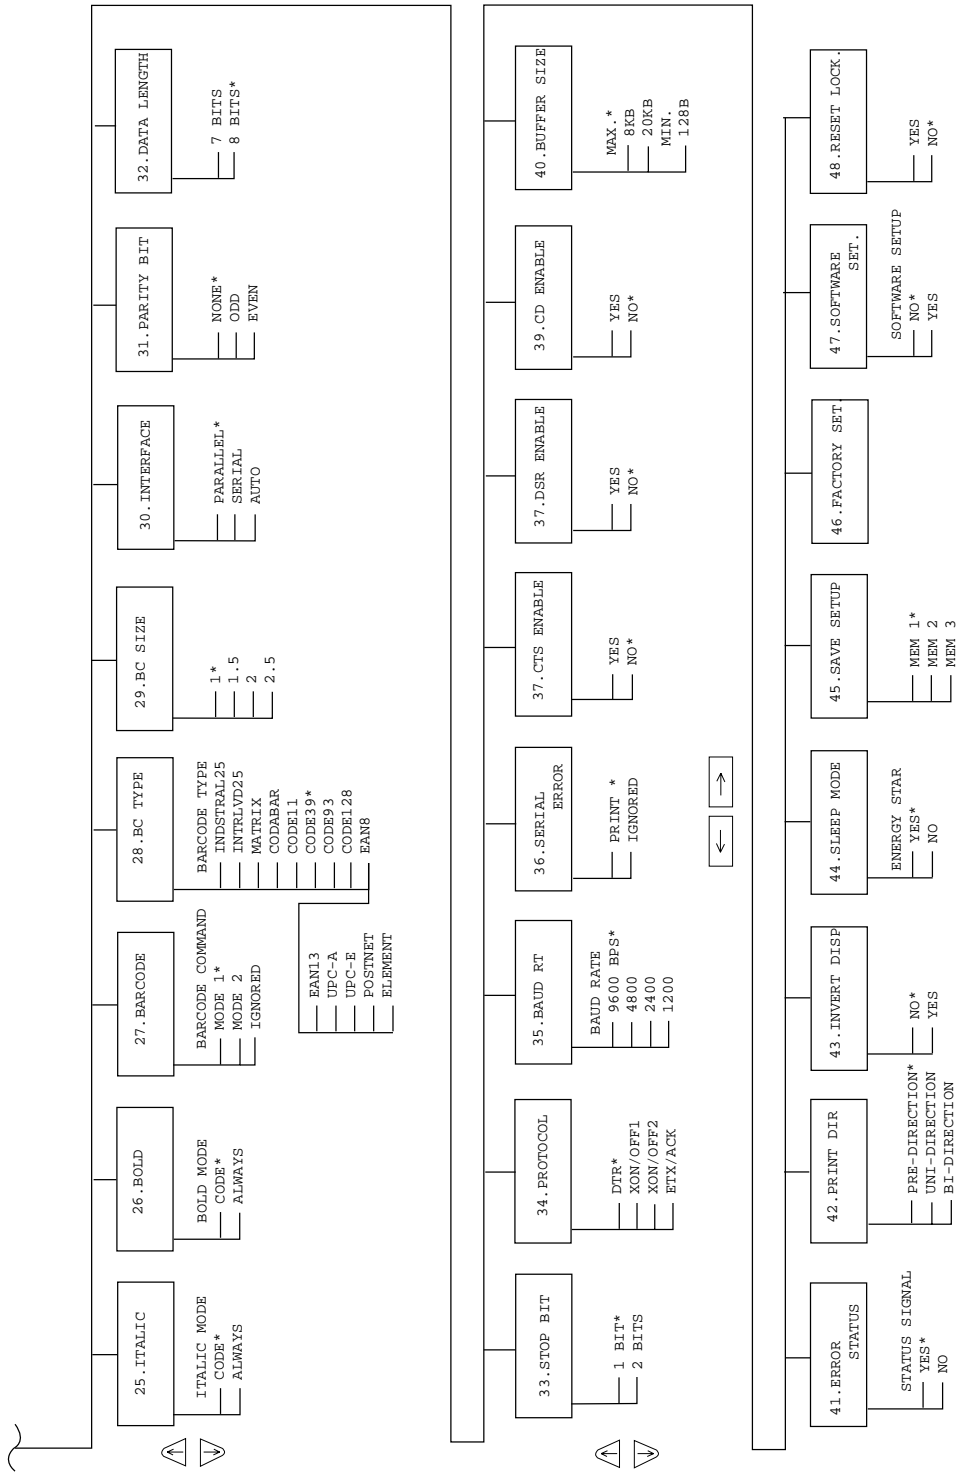 25.ITALIC
ITALIC MODE
CODE*
ALWAYS
26.BOLD
BOLD MODE
CODE*
ALWAYS
27.BARCODE
BARCODE COMMAND
MODE 1*
MODE 2
IGNORED
28.BC TYPE
BARCODE TYPE
INDSTRAL25
INTRLVD25
MATRIX
CODABAR
CODE11
CODE39*
CODE93
CODE128
EAN8
EAN13
UPC-A
UPC-E
POSTNET
ELEMENT
29.BC SIZE
1*
1.5
2
2.5
30.INTERFACE
PARALLEL*
SERIAL
AUTO
31.PARITY BIT
NONE*
ODD
EVEN
32.DATA LENGTH
7 BITS
8 BITS*
33.STOP BIT
1 BIT*
2 BITS
34.PROTOCOL
DTR*
XON/OFF1
XON/OFF2
ETX/ACK
35.BAUD RT
BAUD RATE
9600 BPS*
4800
2400
1200
36.SERIAL
ERROR
PRINT *
IGNORED
37.CTS ENABLE
YES
NO*
37.DSR ENABLE
YES
NO*
39.CD ENABLE
YES
NO*
40.BUFFER SIZE
MAX.*
8KB
20KB
MIN.
128B
41.ERROR
STATUS
STATUS SIGNAL
YES*
NO
42.PRINT DIR
PRE-DIRECTION*
UNI-DIRECTION
BI-DIRECTION
43.INVERT DISP
NO*
YES
44.SLEEP MODE
ENERGY STAR
YES*
NO
45.SAVE SETUP
MEM 1*
MEM 2
MEM 3
46.FACTORY SET.
47.SOFTWARE
SET.
SOFTWARE SETUP
NO*
YES
48.RESET LOCK.
YES
NO*